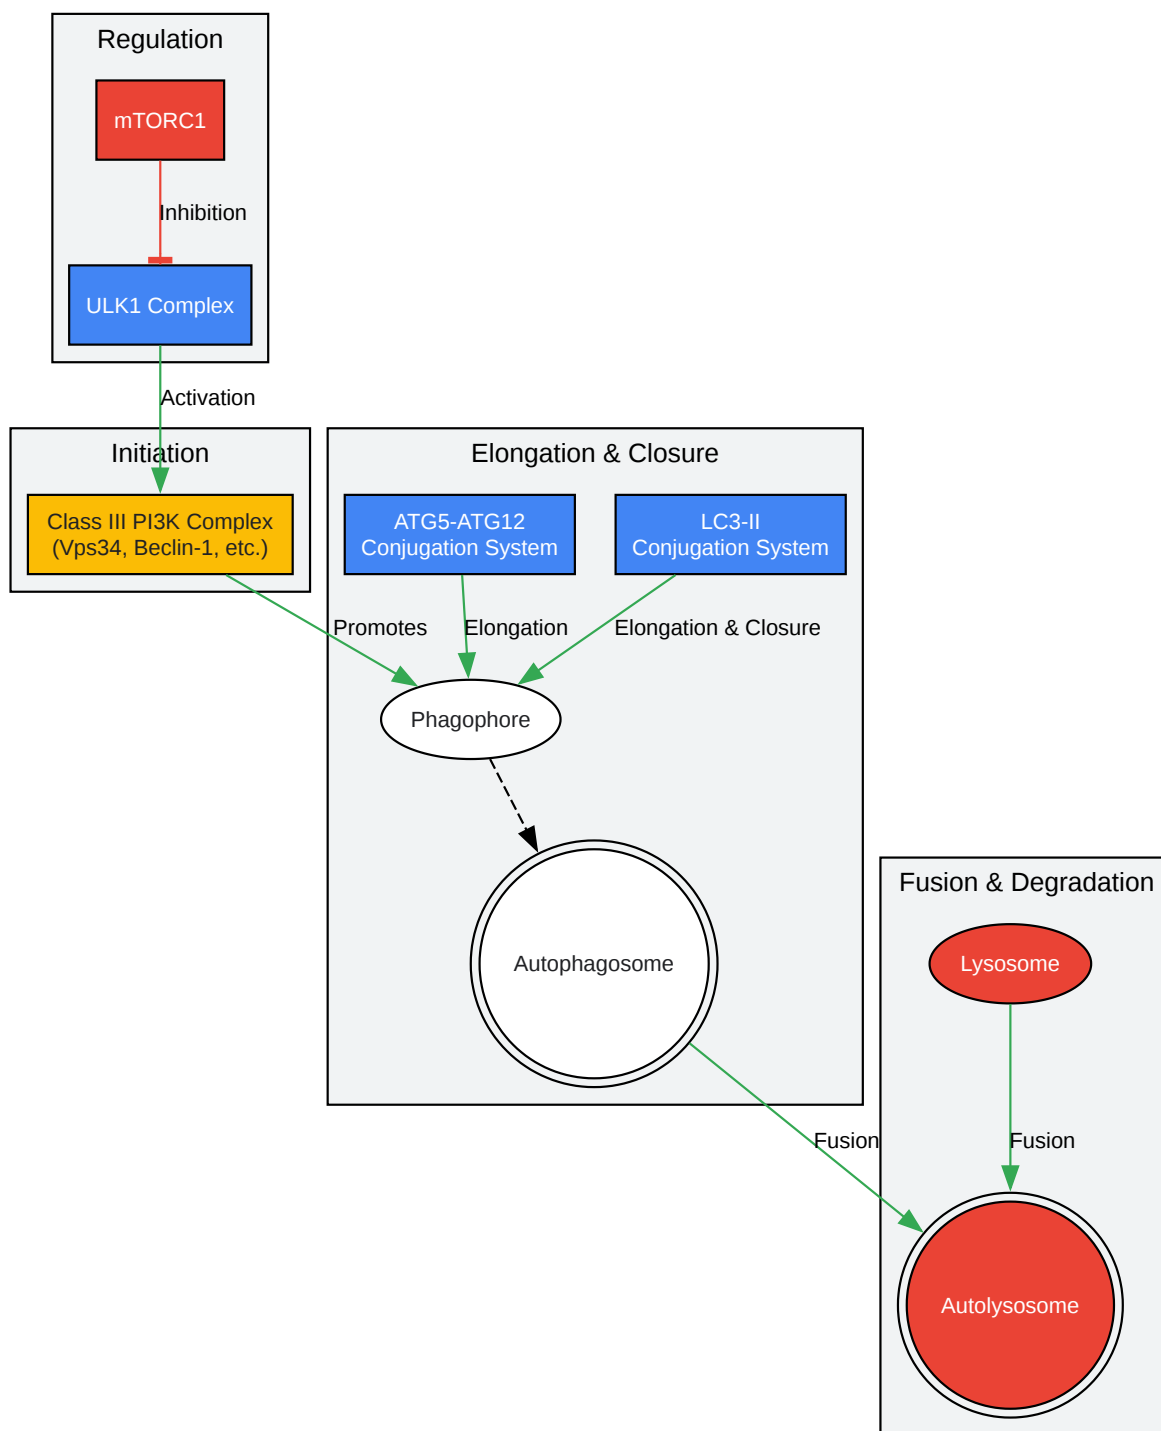 Regulation
mTORC1
Inhibition
ULK1 Complex
Activation
Initiation
Class III PI3K Complex
(Vps34, Beclin-1, etc.)
Elongation & Closure
ATG5-ATG12
Conjugation System
LC3-II
Conjugation System
Promotes
Elongation
Elongation & Closure
Phagophore
Autophagosome
Fusion & Degradation
Lysosome
Fusion
Fusion
Autolysosome